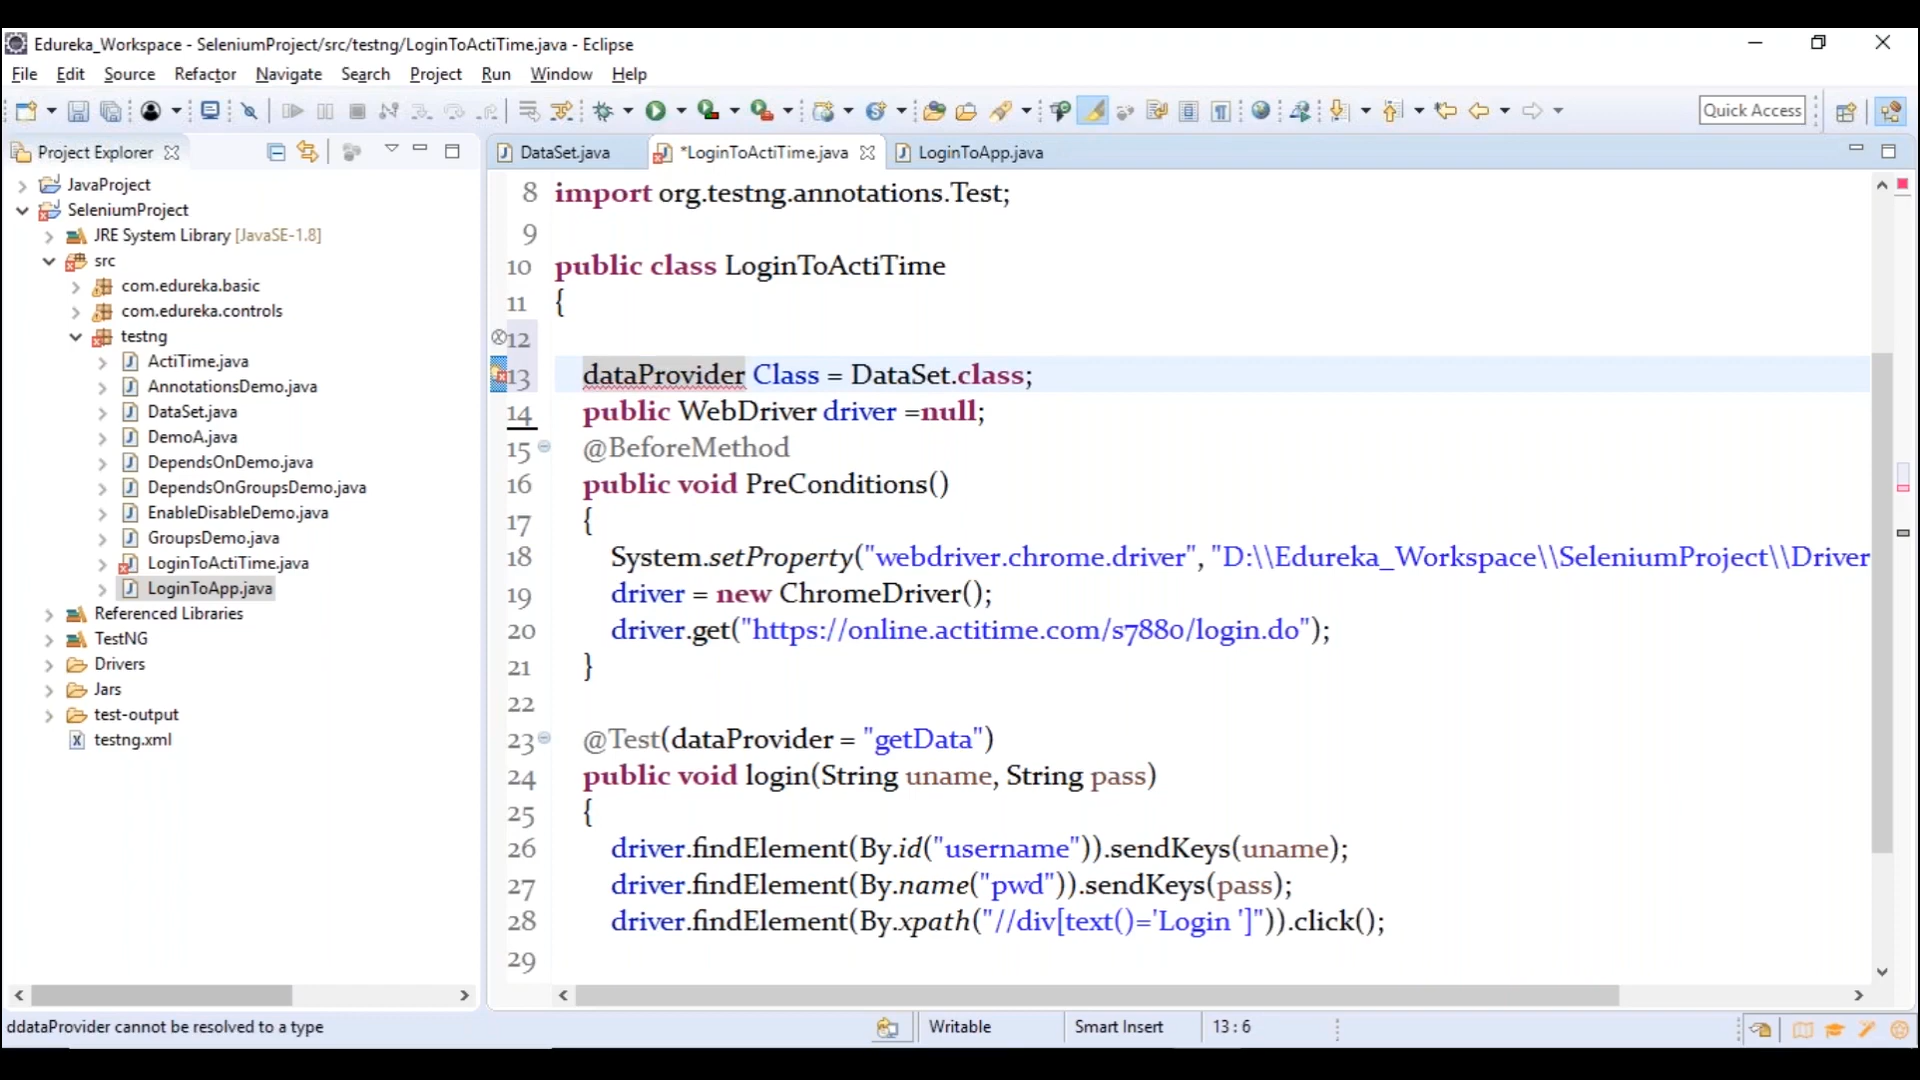 Edureka_Workspace - SeleniumProject/src/testng/LoginToActiTime.java - Eclipse
File Edit Source Refactor Navigate Search Project Run Window Help
Quick Access
Project Explorer
JavaProject
SeleniumProject
JRE System Library [JavaSE-1.8]
src
com.edureka.basic
com.edureka.controls
testng
ActiTime.java
AnnotationsDemo.java
DataSet.java
DemoA.java
DependsOnDemo.java
DependsOnGroupsDemo.java
EnableDisableDemo.java
GroupsDemo.java
LoginToActiTime.java
LoginToApp.java
Referenced Libraries
TestNG
Drivers
Jars
test-output
testng.xml
DataSet.java *LoginToActiTime.java LoginToApp.java
8 import org.testng.annotations.Test;
9
10 public class LoginToActiTime
11 {
12
13 dataProvider Class = DataSet.class;
14 public WebDriver driver =null;
15 @BeforeMethod
16 public void PreConditions()
17 {
18 System.setProperty("webdriver.chrome.driver", "D:\\Edureka_Workspace\\SeleniumProject\\Driver
19 driver = new ChromeDriver();
20 driver.get("https://online.actitime.com/s7880/login.do");
21 }
22
23 @Test(dataProvider = "getData")
24 public void login(String uname, String pass)
25 {
26 driver.findElement(By.id("username")).sendKeys(uname);
27 driver.findElement(By.name("pwd")).sendKeys(pass);
28 driver.findElement(By.xpath("//div[text()='Login ']")).click();
29
ddataProvider cannot be resolved to a type Writable Smart Insert 13 : 6